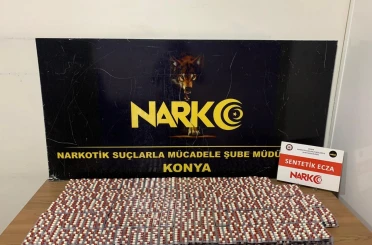 NARKO
NARKOTİK SUÇLARLA MÜCADELE ŞUBE MÜDÜ
KONYA
SENTETİK ECZA
NARKO